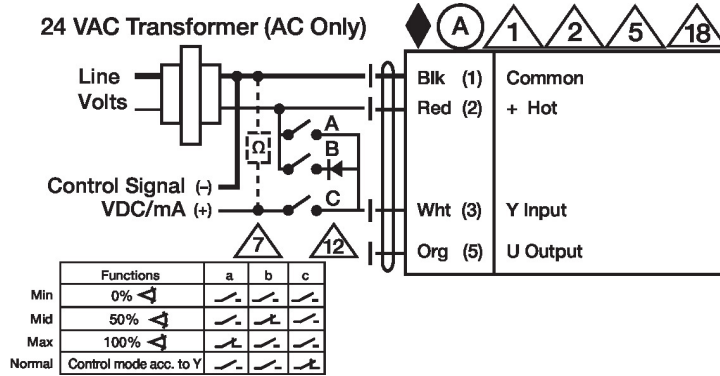 24 VAC Transformer (AC Only)
A 1 2 5 18
Line
Volts
Blk (1) Common
Red (2) + Hot
A
B
Ω
Control Signal (–)
VDC/mA (+)
C
Wht (3) Y Input
7 12
Org (5) U Output
Functions a b c
Min 0%
Mid 50%
Max 100%
Normal Control mode acc. to Y